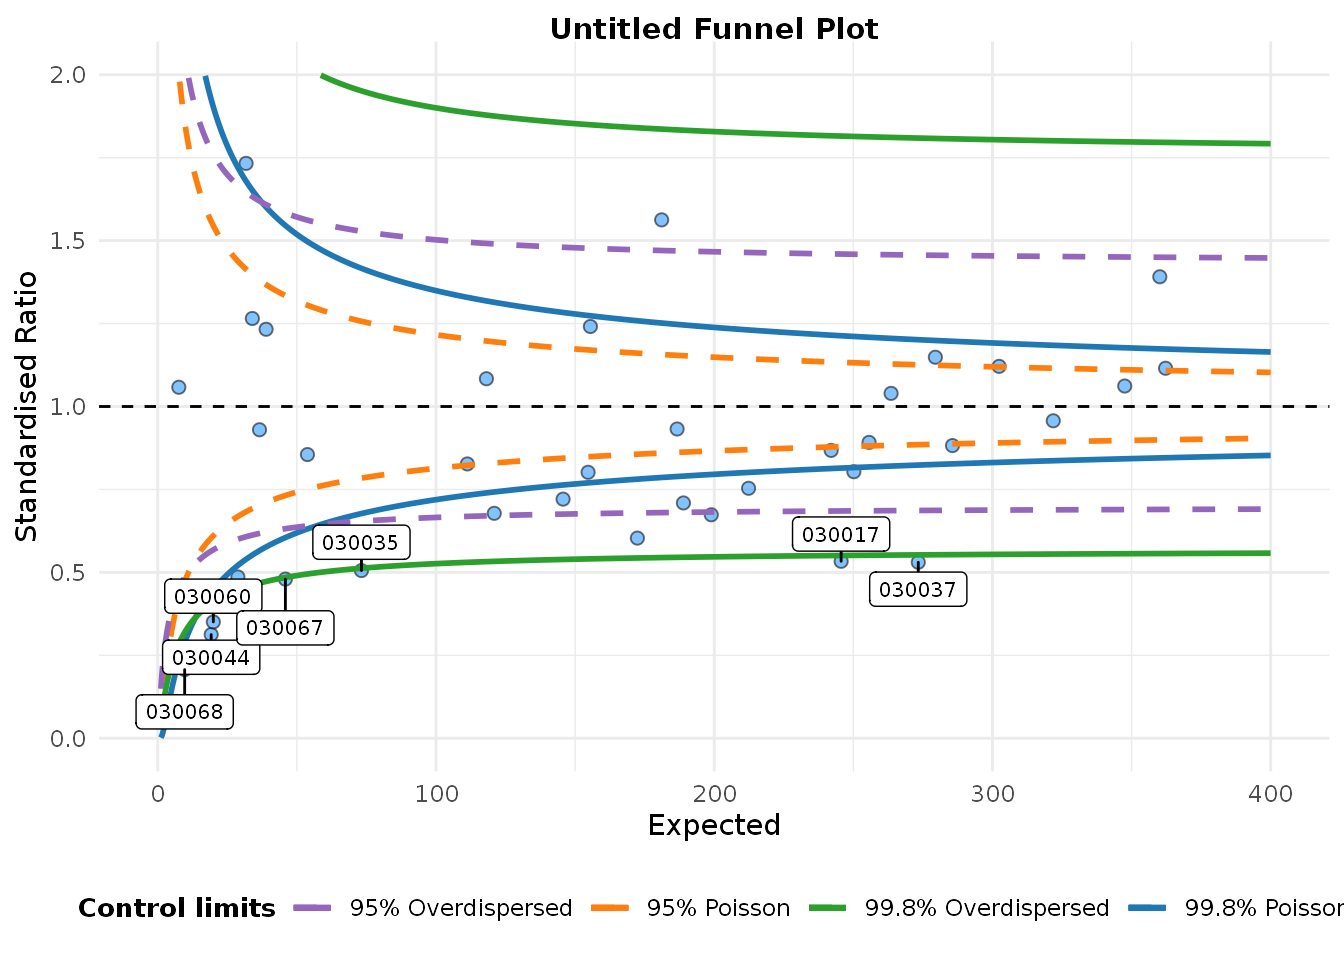 Untitled Funnel Plot
2.0
1.5
1.0
0.5
0.0
Standardised Ratio
030035
030017
030037
030060
030067
030044
030068
0 100 200 300 400
Expected
Control limits 95% Overdispersed 95% Poisson 99.8% Overdispersed 99.8% Poisson